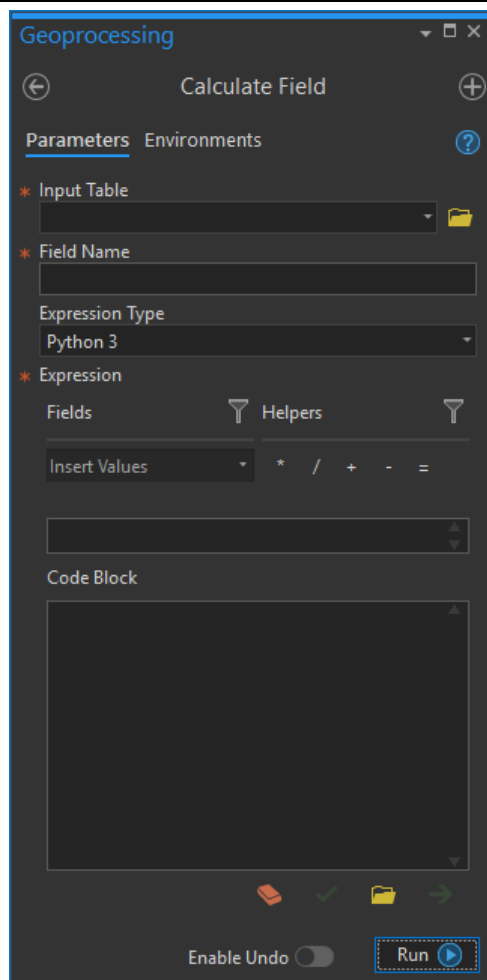 Geoprocessing
Calculate Field
Parameters Environments
* Input Table
* Field Name
Expression Type
Python 3
* Expression
Fields Helpers
Insert Values * / + - =
Code Block
Enable Undo Run